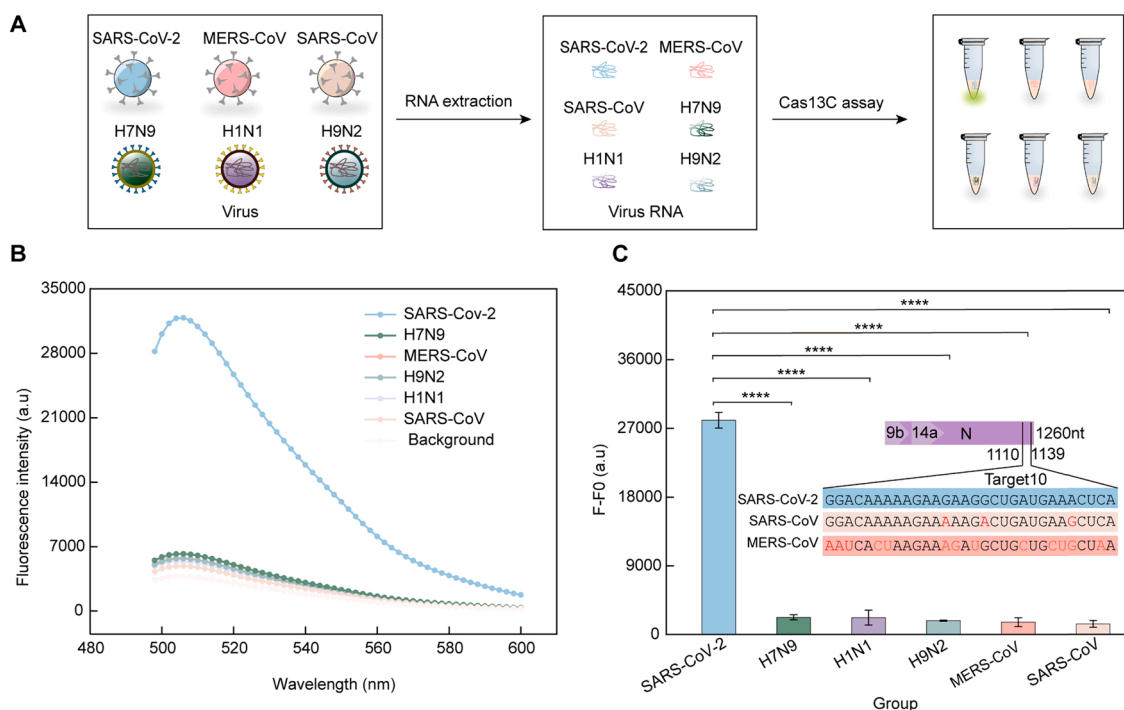 A
SARS-CoV-2 MERS-CoV SARS-CoV
H7N9 H1N1 H9N2
Virus
RNA extraction
SARS-CoV-2 MERS-CoV
SARS-CoV H7N9
H1N1 H9N2
Virus RNA
Cas13C assay
B
35000
28000
21000
14000
7000
0
480 500 520 540 560 580 600
Fluorescence intensity (a.u)
Wavelength (nm)
SARS-Cov-2
H7N9
MERS-CoV
H9N2
H1N1
SARS-CoV
Background
C
45000
36000
27000
18000
9000
0
F-F0 (a.u)
****
****
****
****
****
9b 14a N 1260nt
1110 1139
Target10
SARS-CoV-2 GGACAAAAAGAAGAAGGCUGAUGAAACUCA
SARS-CoV GGACAAAAAGAAAAAGACUGAUGAAGCUCA
MERS-CoV AAUCACUAAGAAAGAUGCUGCUGCUGCUAA
SARS-CoV-2 H7N9 H1N1 H9N2 MERS-CoV SARS-CoV
Group